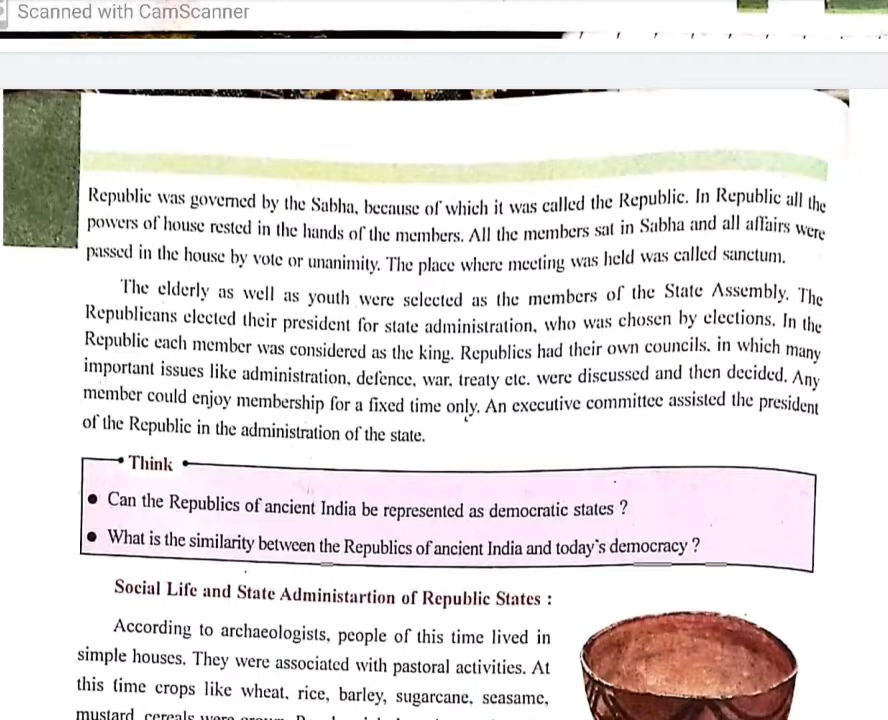 Scanned with CamScanner
Republic was governed by the Sabha, because of which it was called the Republic. In Republic all the
powers of house rested in the hands of the members. All the members sat in Sabha and all affairs were
passed in the house by vote or unanimity. The place where meeting was held was called sanctum.
The elderly as well as youth were selected as the members of the State Assembly. The
Republicans elected their president for state administration, who was chosen by elections. In the
Republic each member was considered as the king. Republics had their own councils. in which many
important issues like administration, defence, war, treaty etc. were discussed and then decided. Any
member could enjoy membership for a fixed time only. An executive committee assisted the president
of the Republic in the administration of the state.
Think
• Can the Republics of ancient India be represented as democratic states ?
• What is the similarity between the Republics of ancient India and today's democracy ?
Social Life and State Administartion of Republic States :
According to archaeologists, people of this time lived in
simple houses. They were associated with pastoral activities. At
this time crops like wheat, rice, barley, sugarcane, seasame,
mustard, cereals were grown.